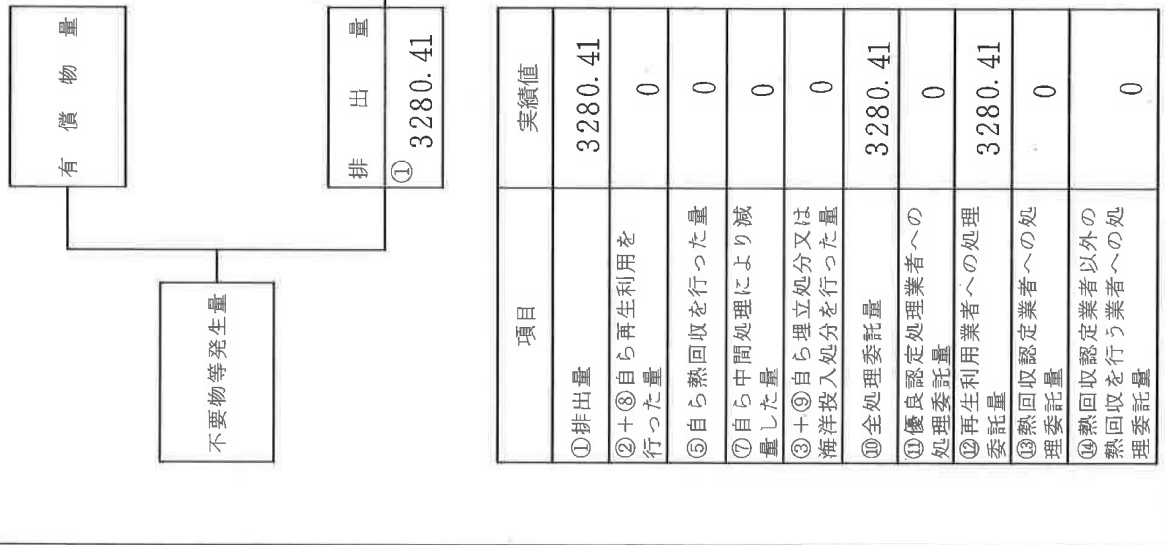 有償物量
不要物等発生量
排出量
①
3280.41
項目
実績値
①排出量
3280.41
②+⑧自ら再生利用を
行った量
0
⑤自ら熱回収を行った量
0
⑦自ら中間処理により減
量した量
0
③+⑨自ら埋立処分又は
海洋投入処分を行った量
0
⑩全処理委託量
3280.41
⑪優良認定処理業者への
処理委託量
0
⑫再生利用業者への処理
委託量
3280.41
⑬熱回収認定業者への処
理委託量
0
⑭熱回収認定業者以外の
熱回収を行う業者への処
理委託量
0